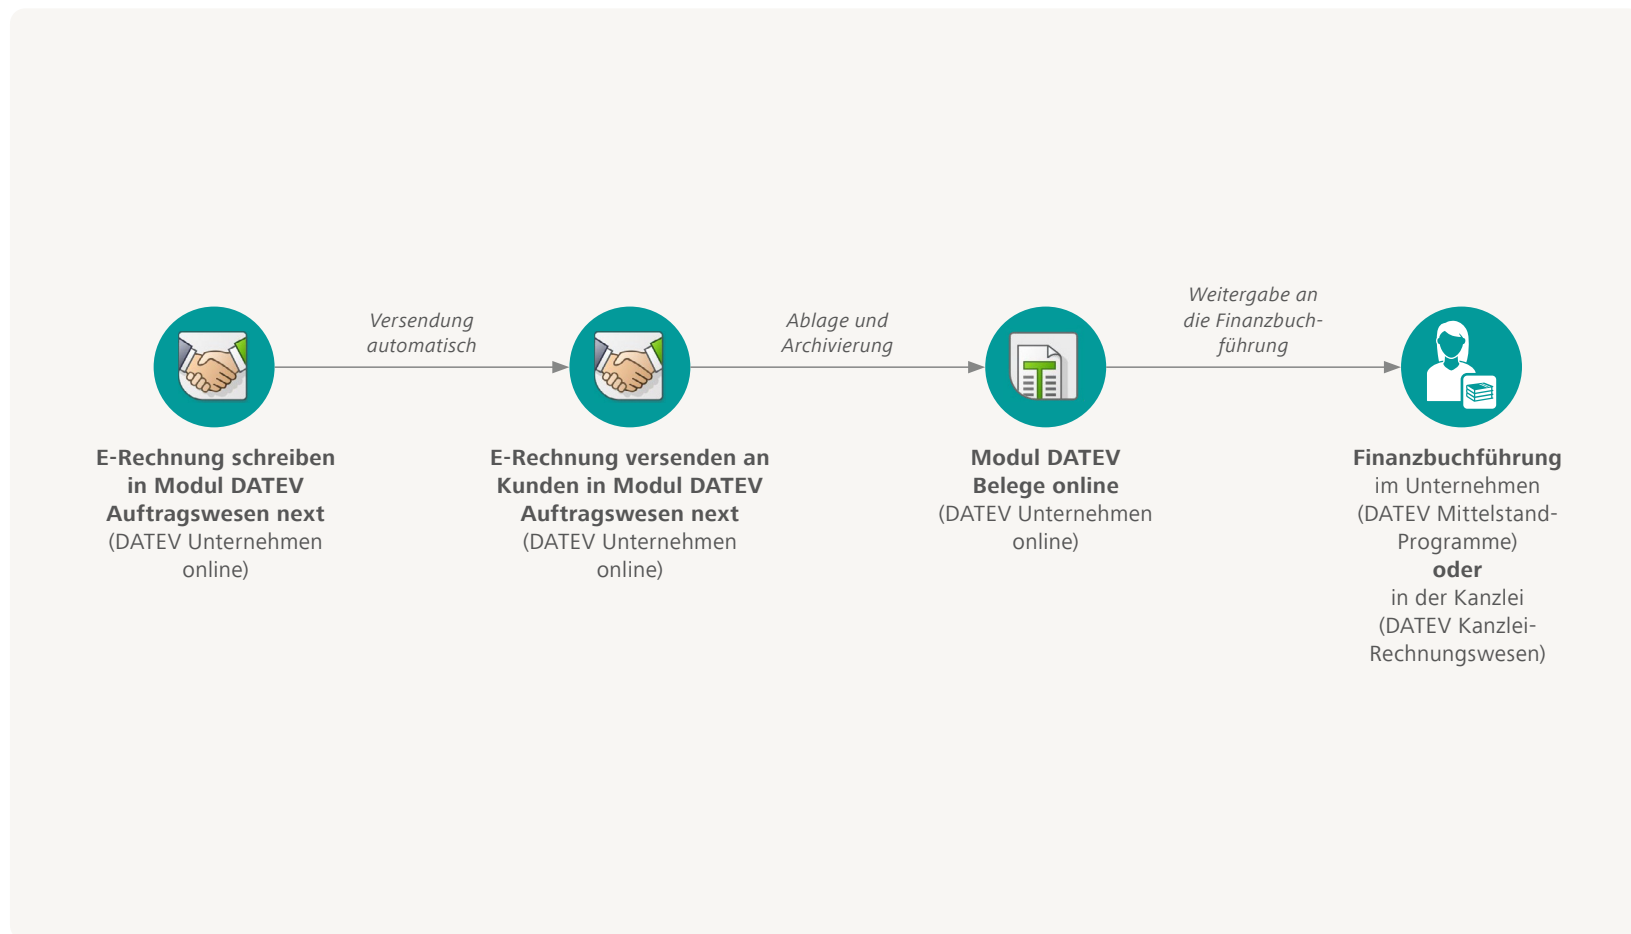 Versendung
automatisch
Ablage und
Archivierung
Weitergabe an
die Finanzbuch-
führung
E-Rechnung schreiben
in Modul DATEV
Auftragswesen next
(DATEV Unternehmen
online)
E-Rechnung versenden an
Kunden in Modul DATEV
Auftragswesen next
(DATEV Unternehmen
online)
Modul DATEV
Belege online
(DATEV Unternehmen
online)
Finanzbuchführung
im Unternehmen
(DATEV Mittelstand-
Programme)
oder
in der Kanzlei
(DATEV Kanzlei-
Rechnungswesen)